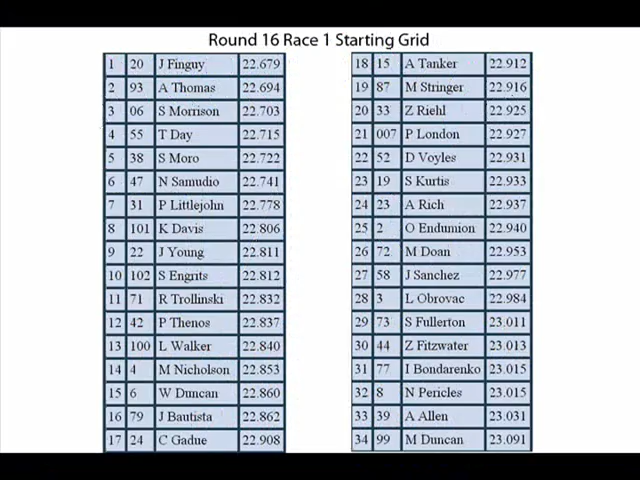 Round 16 Race 1 Starting Grid
1 20 J Finguy 22.679
2 93 A Thomas 22.694
3 06 S Morrison 22.703
4 55 T Day 22.715
5 38 S Moro 22.722
6 47 N Samudio 22.741
7 31 P Littlejohn 22.778
8 101 K Davis 22.806
9 22 J Young 22.811
10 102 S Engrits 22.812
11 71 R Trollinski 22.832
12 42 P Thenos 22.837
13 100 L Walker 22.840
14 4 M Nicholson 22.853
15 6 W Duncan 22.860
16 79 J Bautista 22.862
17 24 C Gadue 22.908
18 15 A Tanker 22.912
19 87 M Stringer 22.916
20 33 Z Riehl 22.925
21 007 P London 22.927
22 52 D Voyles 22.931
23 19 S Kurtis 22.933
24 23 A Rich 22.937
25 2 O Endumion 22.940
26 72 M Doan 22.953
27 58 J Sanchez 22.977
28 3 L Obrovac 22.984
29 73 S Fullerton 23.011
30 44 Z Fitzwater 23.013
31 77 I Bondarenko 23.015
32 8 N Pericles 23.015
33 39 A Allen 23.031
34 99 M Duncan 23.091